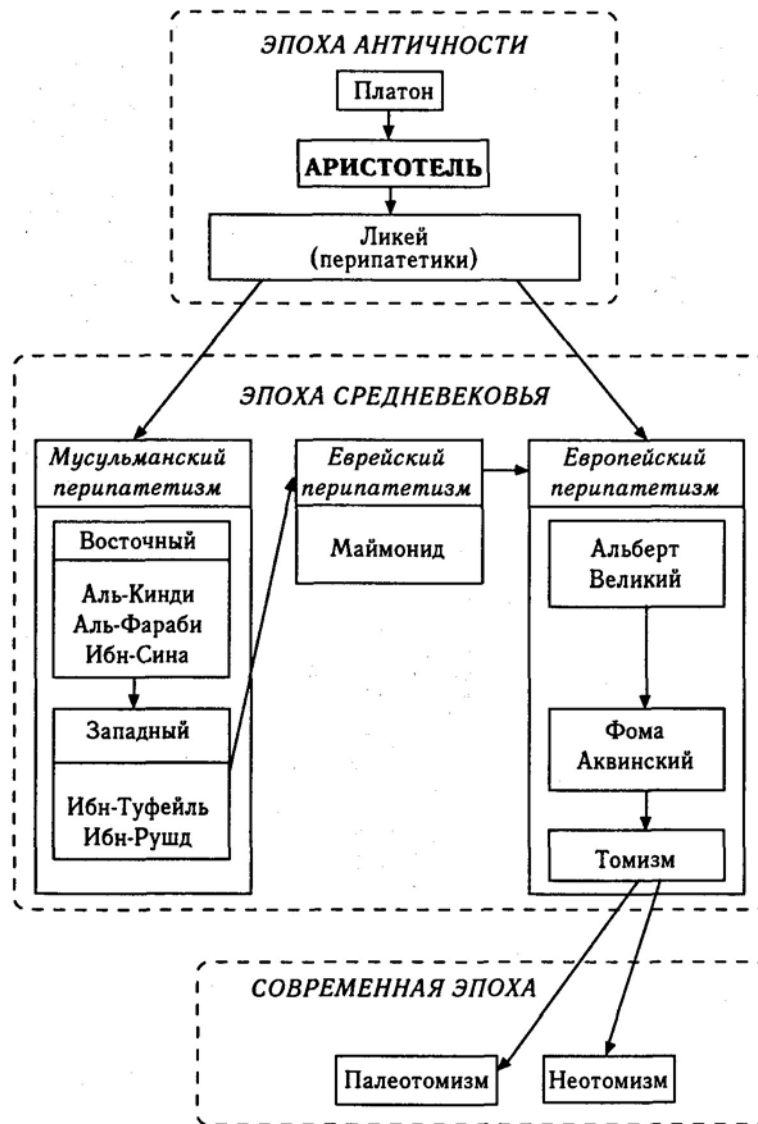 ЭПОХА АНТИЧНОСТИ
Платон
АРИСТОТЕЛЬ
Ликей
(перипатетики)
ЭПОХА СРЕДНЕВЕКОВЬЯ
Мусульманский
перипатетизм
Восточный
Аль-Кинди
Аль-Фараби
Ибн-Сина
Западный
Ибн-Туфейль
Ибн-Рушд
Еврейский
перипатетизм
Маймонид
Европейский
перипатетизм
Альберт
Великий
Фома
Аквинский
Томизм
СОВРЕМЕННАЯ ЭПОХА
Палеотомизм
Неотомизм